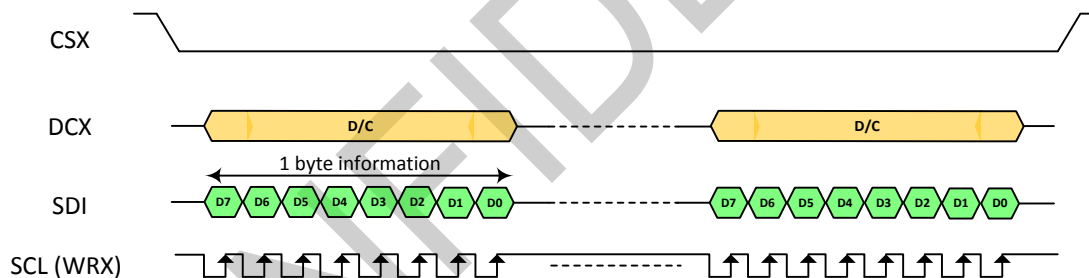 CSX
DCX
D/C
D/C
1 byte information
SDI
D7 D6 D5 D4 D3 D2 D1 D0
D7 D6 D5 D4 D3 D2 D1 D0
SCL (WRX)
NFIDE